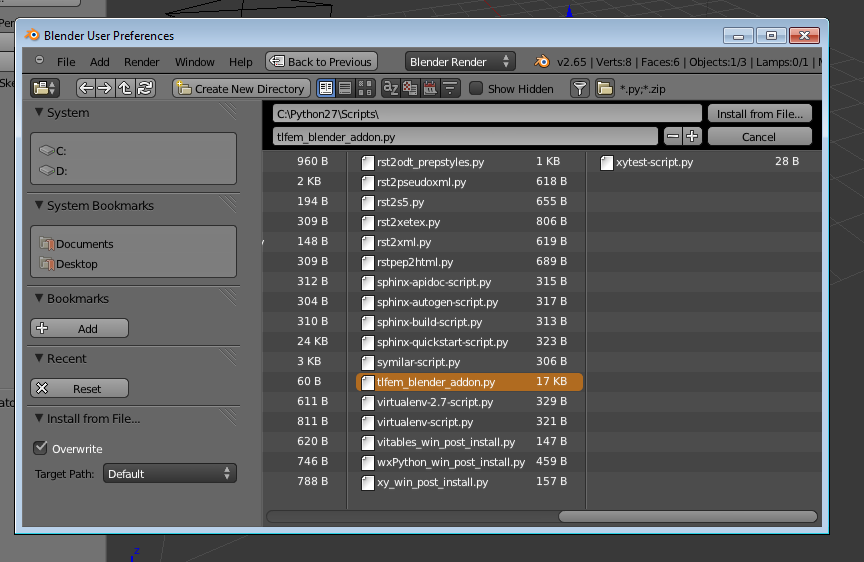 Per
Blender User Preferences
File Add Render Window Help Back to Previous Blender Render v2.65 | Verts:8 | Faces:6 | Objects:1/3 | Lamps:0/1 |
Create New Directory Show Hidden *.py;*.zip
System
C:
D:
System Bookmarks
Documents
Desktop
Bookmarks
Add
Recent
Reset
Install from File...
Overwrite
Target Path: Default
C:\Python27\Scripts\ Install from File...
tlfem_blender_addon.py Cancel
960 B rst2odt_prepstyles.py 1 KB xytest-script.py 28 B
2 KB rst2pseudoxml.py 618 B
194 B rst2s5.py 655 B
309 B rst2xetex.py 806 B
148 B rst2xml.py 619 B
309 B rstpep2html.py 689 B
312 B sphinx-apidoc-script.py 315 B
304 B sphinx-autogen-script.py 317 B
310 B sphinx-build-script.py 313 B
24 KB sphinx-quickstart-script.py 323 B
3 KB symilar-script.py 306 B
60 B tlfem_blender_addon.py 17 KB
611 B virtualenv-2.7-script.py 329 B
811 B virtualenv-script.py 321 B
620 B vitables_win_post_install.py 147 B
746 B wxPython_win_post_install.py 459 B
788 B xy_win_post_install.py 157 B
z